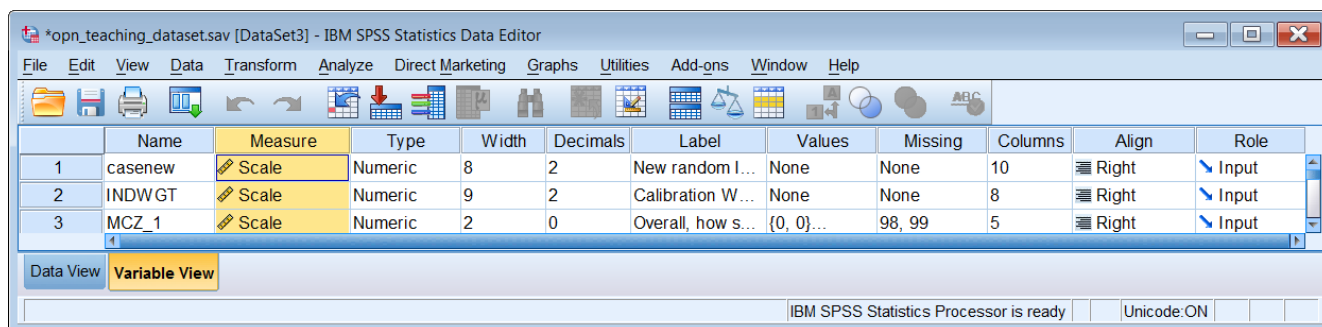 *opn_teaching_dataset.sav [DataSet3] - IBM SPSS Statistics Data Editor
File Edit View Data Transform Analyze Direct Marketing Graphs Utilities Add-ons Window Help
Name Measure Type Width Decimals Label Values Missing Columns Align Role
1 casenew Scale Numeric 8 2 New random I... None None 10 Right Input
2 INDWGT Scale Numeric 9 2 Calibration W... None None 8 Right Input
3 MCZ_1 Scale Numeric 2 0 Overall, how s... {0, 0}... 98, 99 5 Right Input
Data View Variable View
IBM SPSS Statistics Processor is ready Unicode:ON